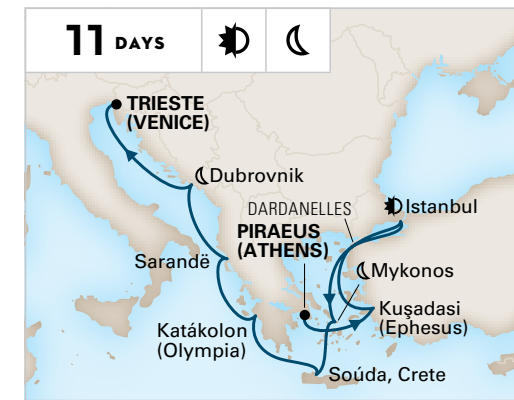 11 DAYS
TRIESTE
(VENICE)
Dubrovnik
DARDANELLES
Istanbul
PIRAEUS
(ATHENS)
Sarandë
Mykonos
Kuşadasi
(Ephesus)
Katákolon
(Olympia)
Soúda, Crete